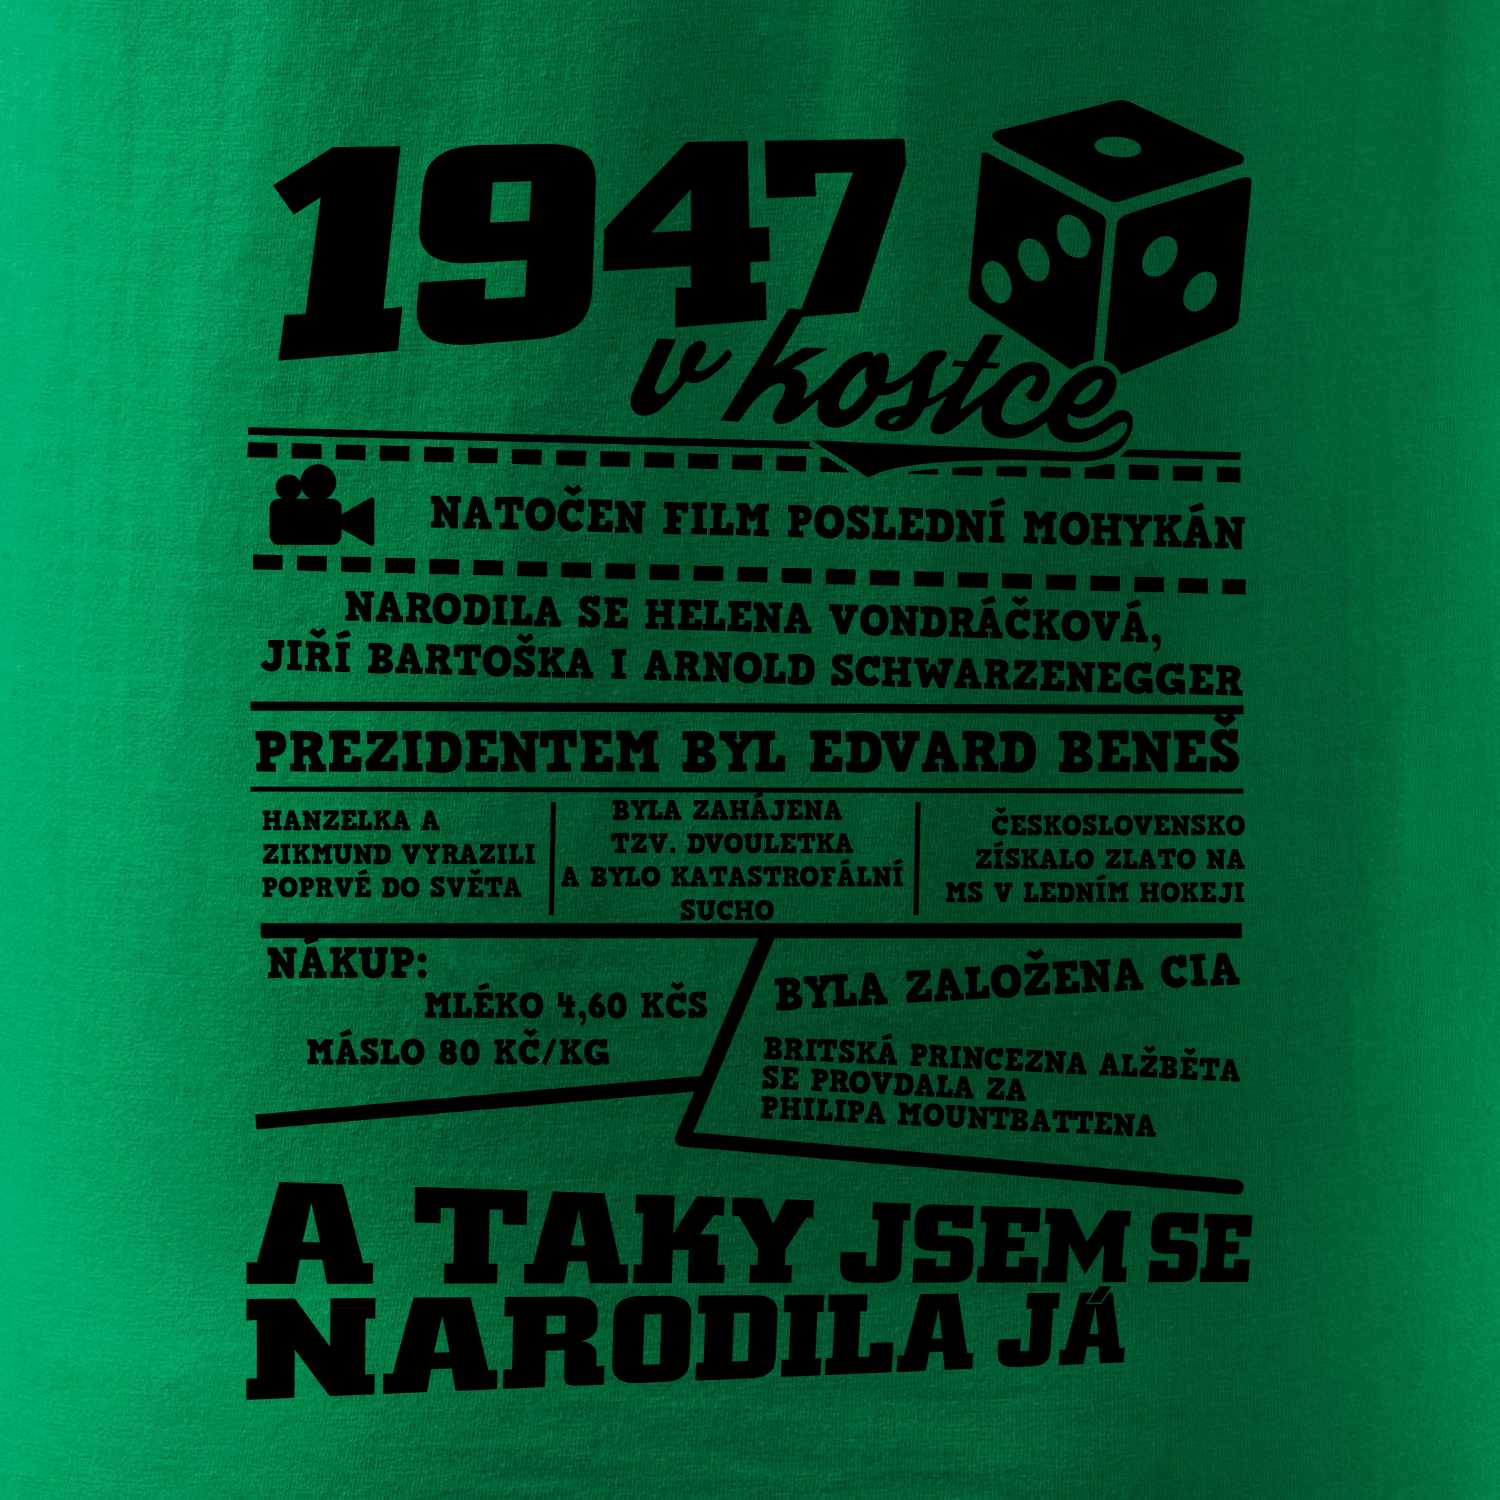 1947
v kostce
NATOČEN FILM POSLEDNÍ MOHYKÁN
NARODILA SE HELENA VONDRÁČKOVÁ,
JIŘÍ BARTOŠKA I ARNOLD SCHWARZENEGGER
PREZIDENTEM BYL EDVARD BENEŠ
HANZELKA A
ZIKMUND VYRAZILI
POPRVÉ DO SVĚTA
BYLA ZAHÁJENA
TZV. DVOULETKA
A BYLO KATASTROFÁLNÍ
SUCHO
ČESKOSLOVENSKO
ZÍSKALO ZLATO NA
MS V LEDNÍM HOKEJI
NÁKUP:
MLÉKO 4,60 KČS
MÁSLO 80 KČ/KG
BYLA ZALOŽENA CIA
BRITSKÁ PRINCEZNA ALŽBĚTA
SE PROVDALA ZA
PHILIPA MOUNTBATTENA
A TAKY JSEM SE
NARODILA JÁ